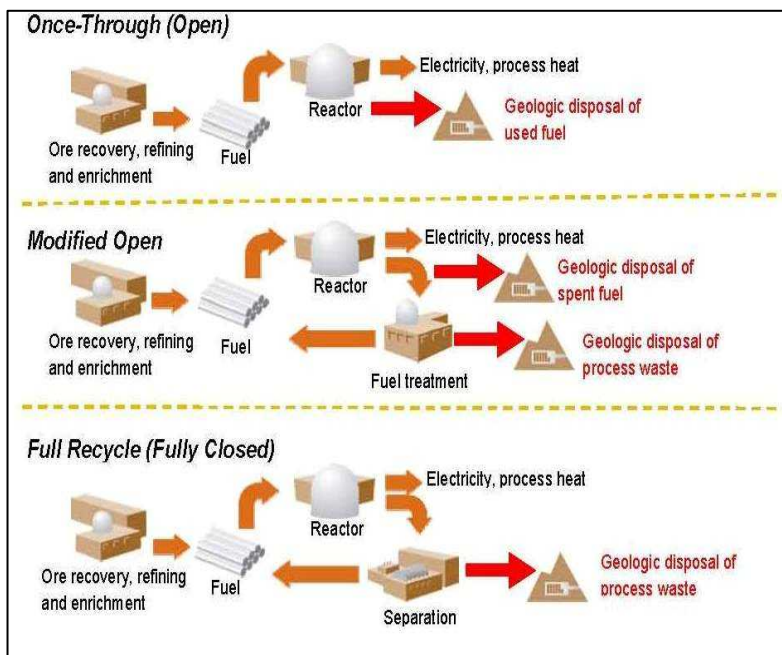 Once-Through (Open)
Electricity, process heat
Reactor
Geologic disposal of
used fuel
Fuel
Ore recovery, refining
and enrichment
Modified Open
Electricity, process heat
Reactor
Geologic disposal of
spent fuel
Ore recovery, refining
and enrichment
Fuel
Fuel treatment
Geologic disposal of
process waste
Full Recycle (Fully Closed)
Electricity, process heat
Reactor
Geologic disposal of
process waste
Ore recovery, refining
and enrichment
Fuel
Separation